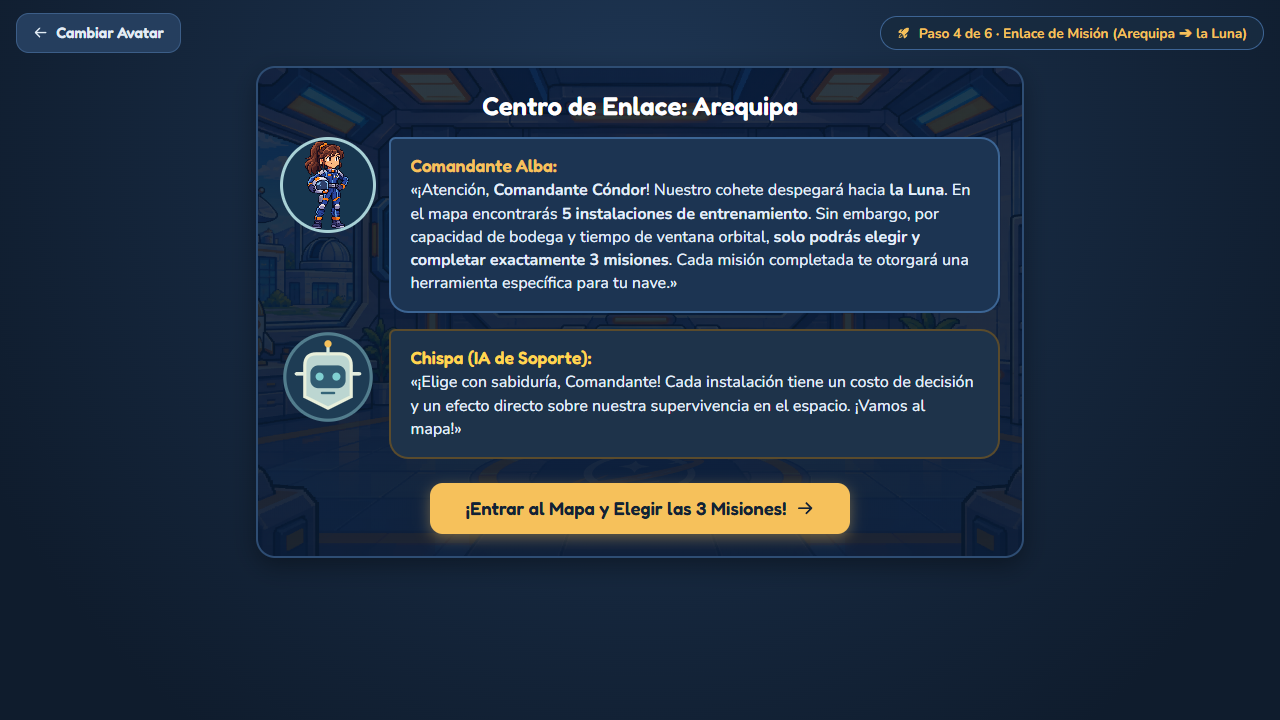 ← Cambiar Avatar
Paso 4 de 6 · Enlace de Misión (Arequipa ➔ la Luna)
Centro de Enlace: Arequipa
Comandante Alba:
«¡Atención, Comandante Cóndor! Nuestro cohete despegará hacia la Luna. En
el mapa encontrarás 5 instalaciones de entrenamiento. Sin embargo, por
capacidad de bodega y tiempo de ventana orbital, solo podrás elegir y
completar exactamente 3 misiones. Cada misión completada te otorgará una
herramienta específica para tu nave.»
Chispa (IA de Soporte):
«¡Elige con sabiduría, Comandante! Cada instalación tiene un costo de decisión
y un efecto directo sobre nuestra supervivencia en el espacio. ¡Vamos al
mapa!»
¡Entrar al Mapa y Elegir las 3 Misiones! →